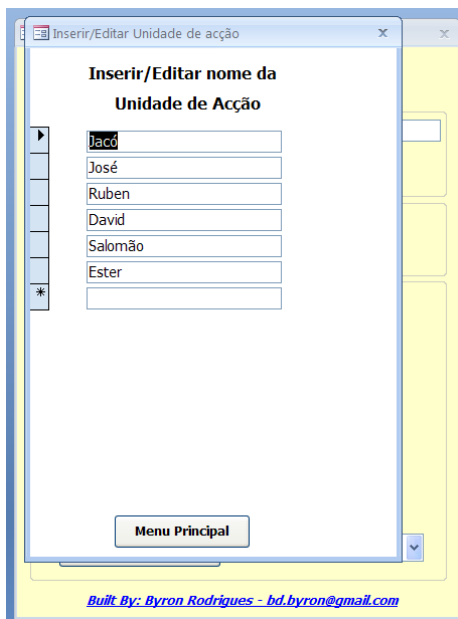 Inserir/Editar Unidade de acção
Inserir/Editar nome da
Unidade de Acção
Jacó
José
Ruben
David
Salomão
Ester
Menu Principal
Built By: Byron Rodrigues - bd.byron@gmail.com